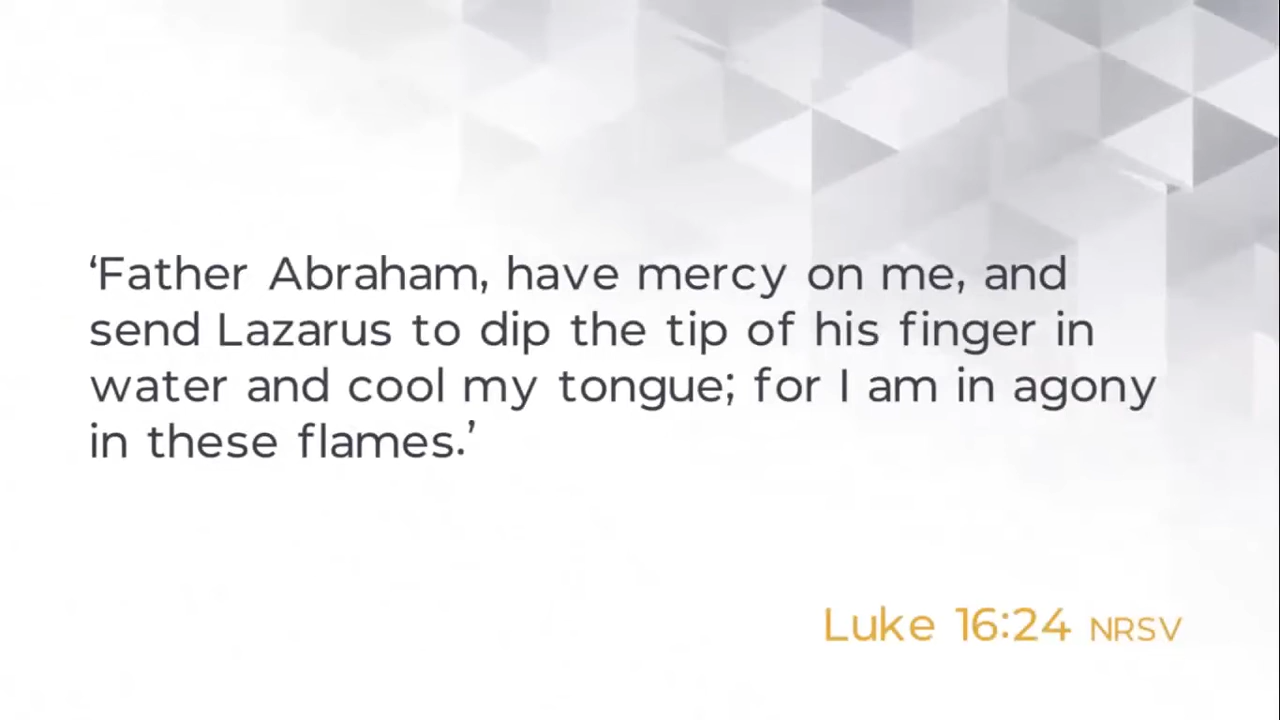 ‘Father Abraham, have mercy on me, and
send Lazarus to dip the tip of his finger in
water and cool my tongue; for I am in agony
in these flames.’
Luke 16:24 NRSV